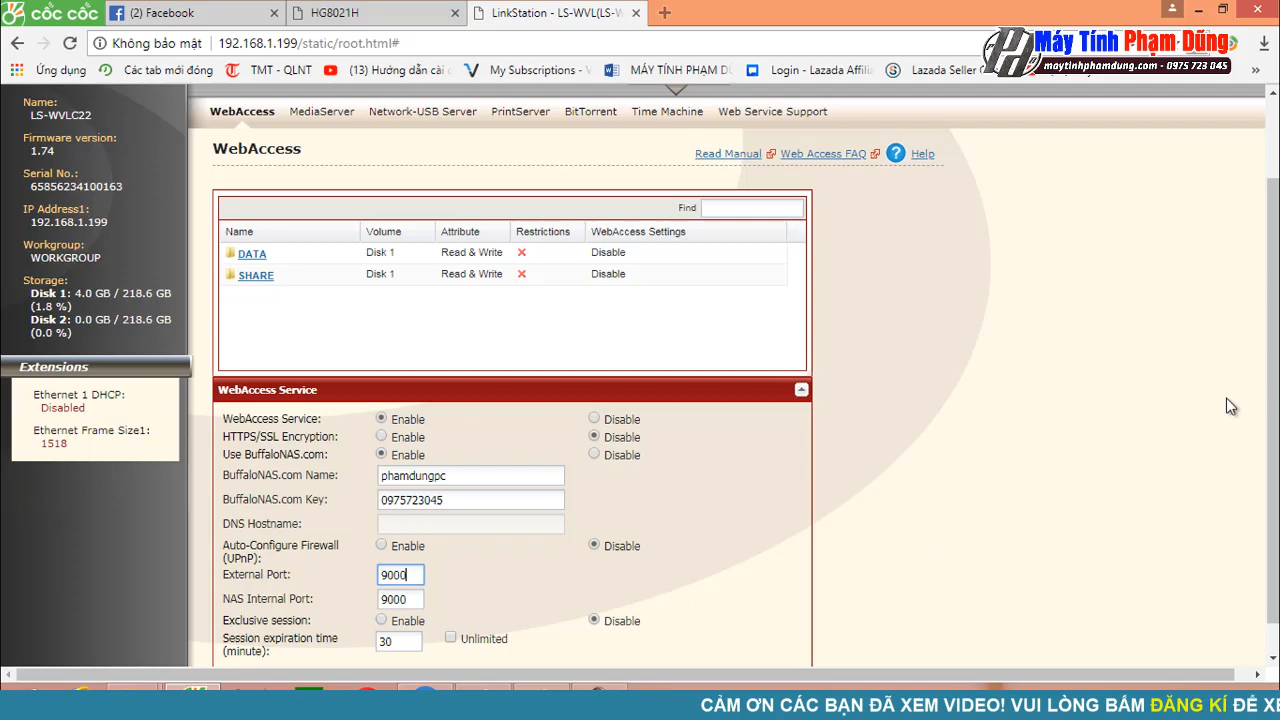 CỐC CỐC
(2) Facebook
HG8021H
LinkStation - LS-WVL(LS-W
Không bảo mật
192.168.1.199/static/root.html#
Ứng dụng
Các tab mới đóng
TMT - QLNT
(13) Hướng dẫn cài
My Subscriptions -
MÁY TÍNH PHẠM D
Login - Lazada Affilia
Lazada Seller
Máy Tính Phạm Dũng
maytinhphamdung.com - 0975 723 045
Name:
LS-WVLC22
Firmware version:
1.74
Serial No.:
65856234100163
IP Address1:
192.168.1.199
Workgroup:
WORKGROUP
Storage:
Disk 1: 4.0 GB / 218.6 GB
(1.8 %)
Disk 2: 0.0 GB / 218.6 GB
(0.0 %)
Extensions
Ethernet 1 DHCP:
Disabled
Ethernet Frame Size1:
1518
WebAccess MediaServer Network-USB Server PrintServer BitTorrent Time Machine Web Service Support
WebAccess
Read Manual Web Access FAQ ? Help
Find
Name Volume Attribute Restrictions WebAccess Settings
DATA Disk 1 Read & Write Disable
SHARE Disk 1 Read & Write Disable
WebAccess Service
WebAccess Service: Enable Disable
HTTPS/SSL Encryption: Enable Disable
Use BuffaloNAS.com: Enable Disable
BuffaloNAS.com Name: phamdungpc
BuffaloNAS.com Key: 0975723045
DNS Hostname:
Auto-Configure Firewall
(UPnP): Enable Disable
External Port: 9000
NAS Internal Port: 9000
Exclusive session: Enable Disable
Session expiration time
(minute): 30 Unlimited
CẢM ƠN CÁC BẠN ĐÃ XEM VIDEO! VUI LÒNG BẤM ĐĂNG KÍ ĐỂ XE